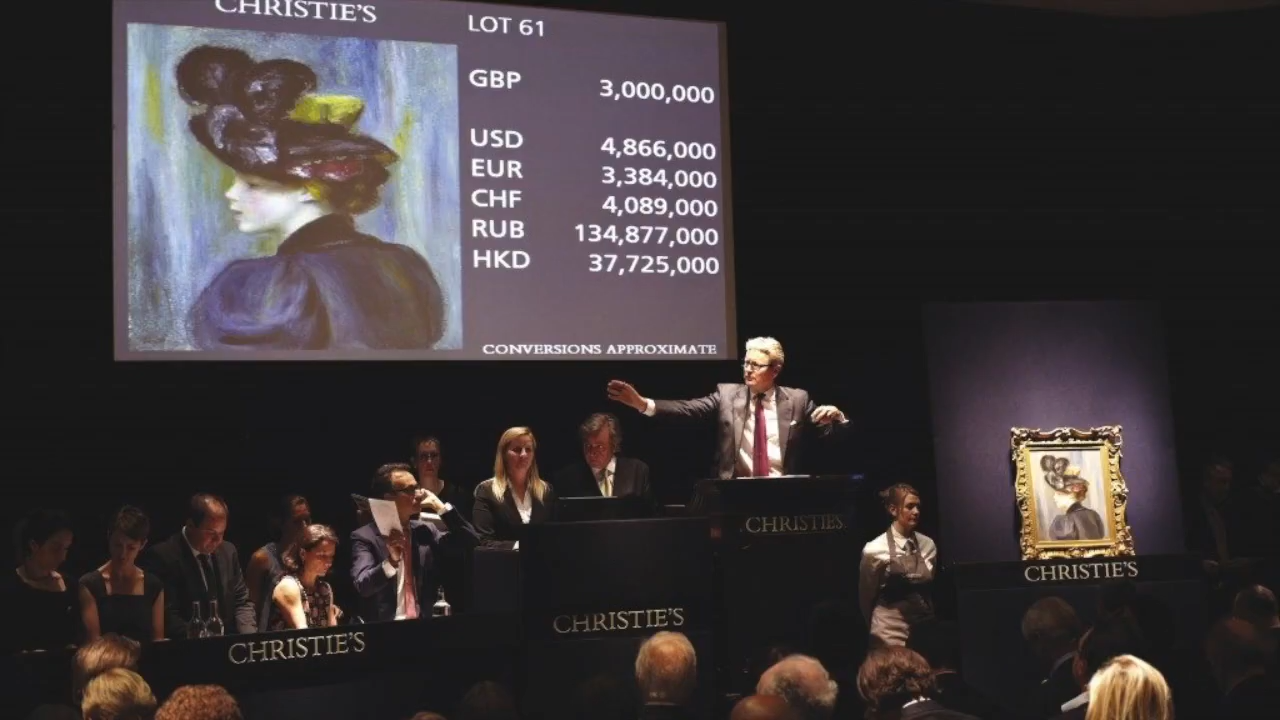 CHRISTIE'S
LOT 61
GBP 3,000,000
USD 4,866,000
EUR 3,384,000
CHF 4,089,000
RUB 134,877,000
HKD 37,725,000
CONVERSIONS APPROXIMATE
CHRISTIE'S
CHRISTIE'S
CHRISTIE'S
CHRISTIE'S